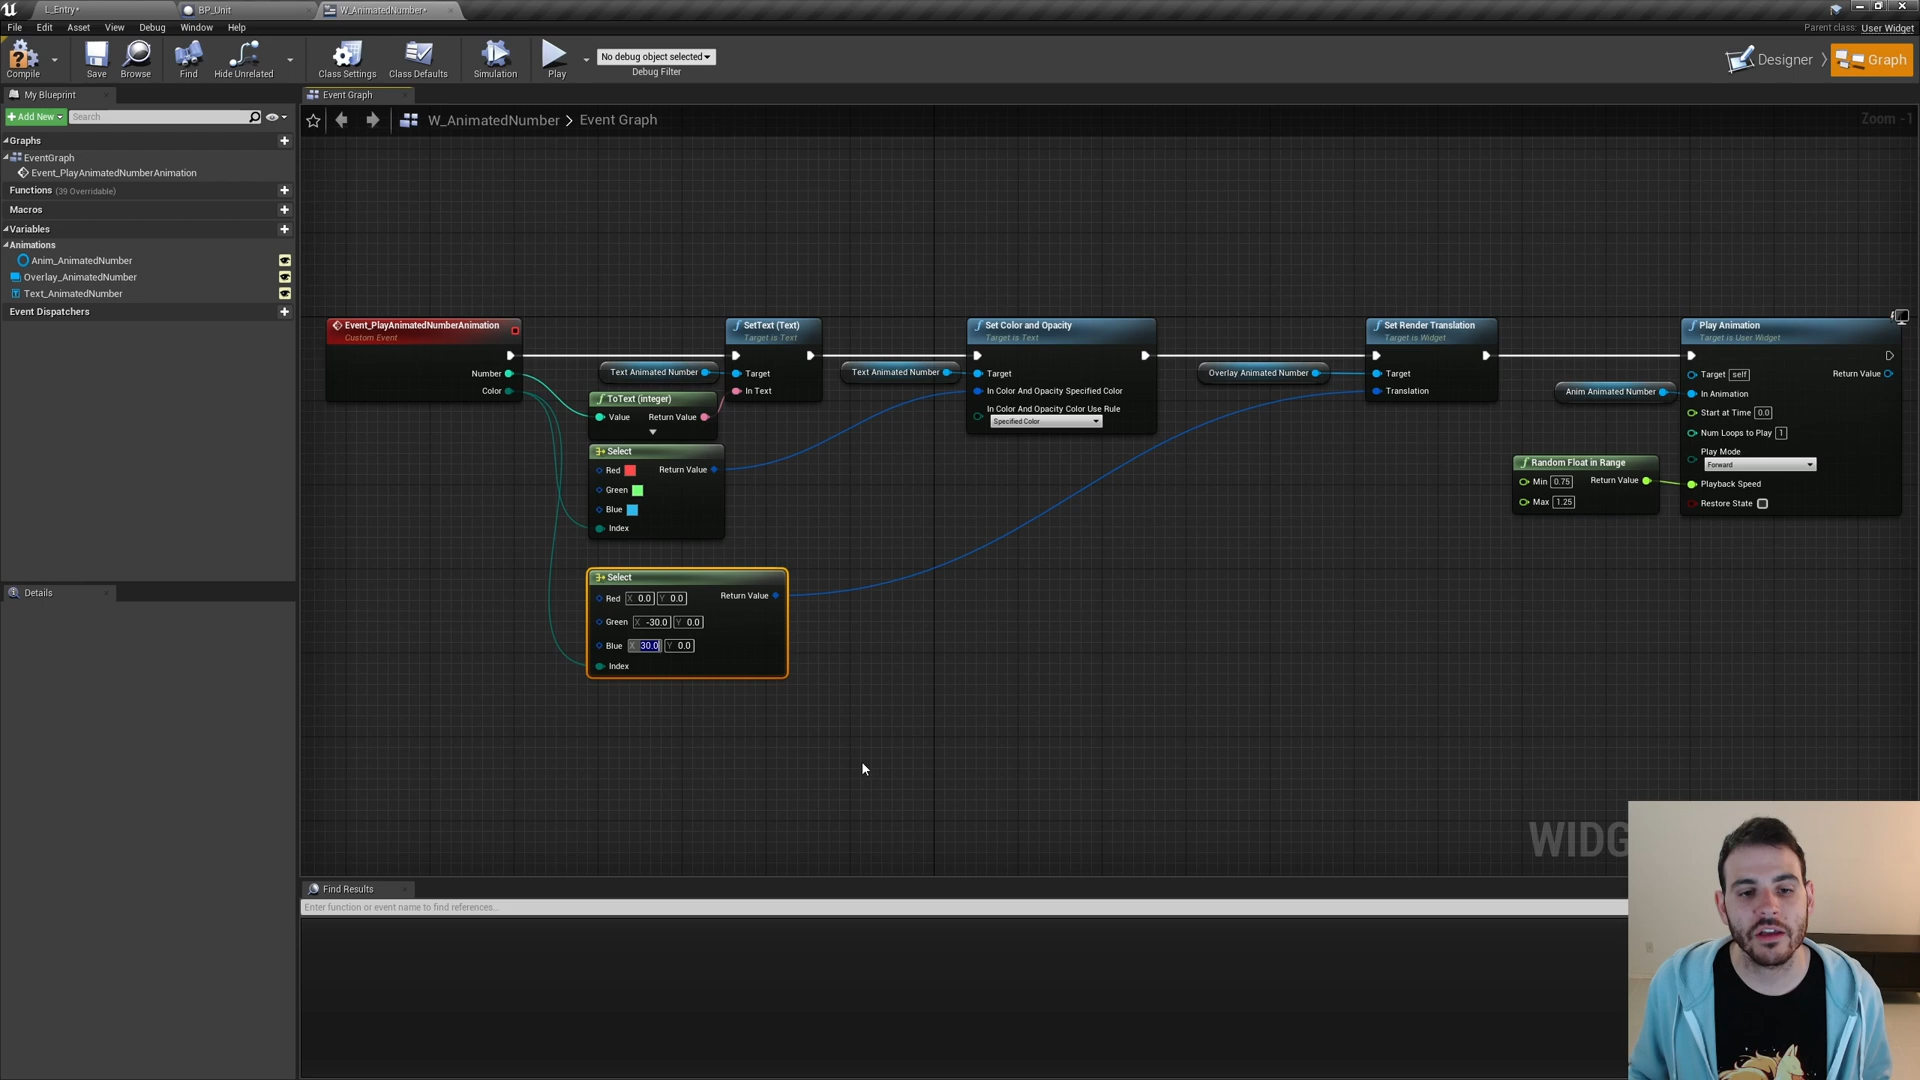 L_Entry*
BP_Unit
W_AnimatedNumber*
File Edit Asset View Debug Window Help
Parent class: User Widget
Compile
Save
Browse
Find
Hide Unrelated
Class Settings
Class Defaults
Simulation
Play
No debug object selected
Debug Filter
Designer
Graph
My Blueprint
Event Graph
+Add New
Search
W_AnimatedNumber > Event Graph
Zoom -1
Graphs
EventGraph
Event_PlayAnimatedNumberAnimation
Functions (39 Overridable)
Macros
Variables
Animations
Anim_AnimatedNumber
Overlay_AnimatedNumber
Text_AnimatedNumber
Event Dispatchers
Details
Event_PlayAnimatedNumberAnimation
Custom Event
Number
Color
Text Animated Number
ToText (integer)
Value
Return Value
SetText (Text)
Target is Text
Target
In Text
Select
Red
Return Value
Green
Blue
Index
Select
Red X 0.0 Y 0.0
Return Value
Green X -30.0 Y 0.0
Blue X 30.0 Y 0.0
Index
Text Animated Number
Set Color and Opacity
Target is Text
Target
In Color And Opacity Specified Color
In Color And Opacity Color Use Rule
Specified Color
Overlay Animated Number
Set Render Translation
Target is Widget
Target
Translation
Anim Animated Number
Random Float in Range
Min 0.75
Return Value
Max 1.25
Play Animation
Target is User Widget
Target self
Return Value
In Animation
Start at Time 0.0
Num Loops to Play 1
Play Mode
Forward
Playback Speed
Restore State
WIDG
Find Results
Enter function or event name to find references...